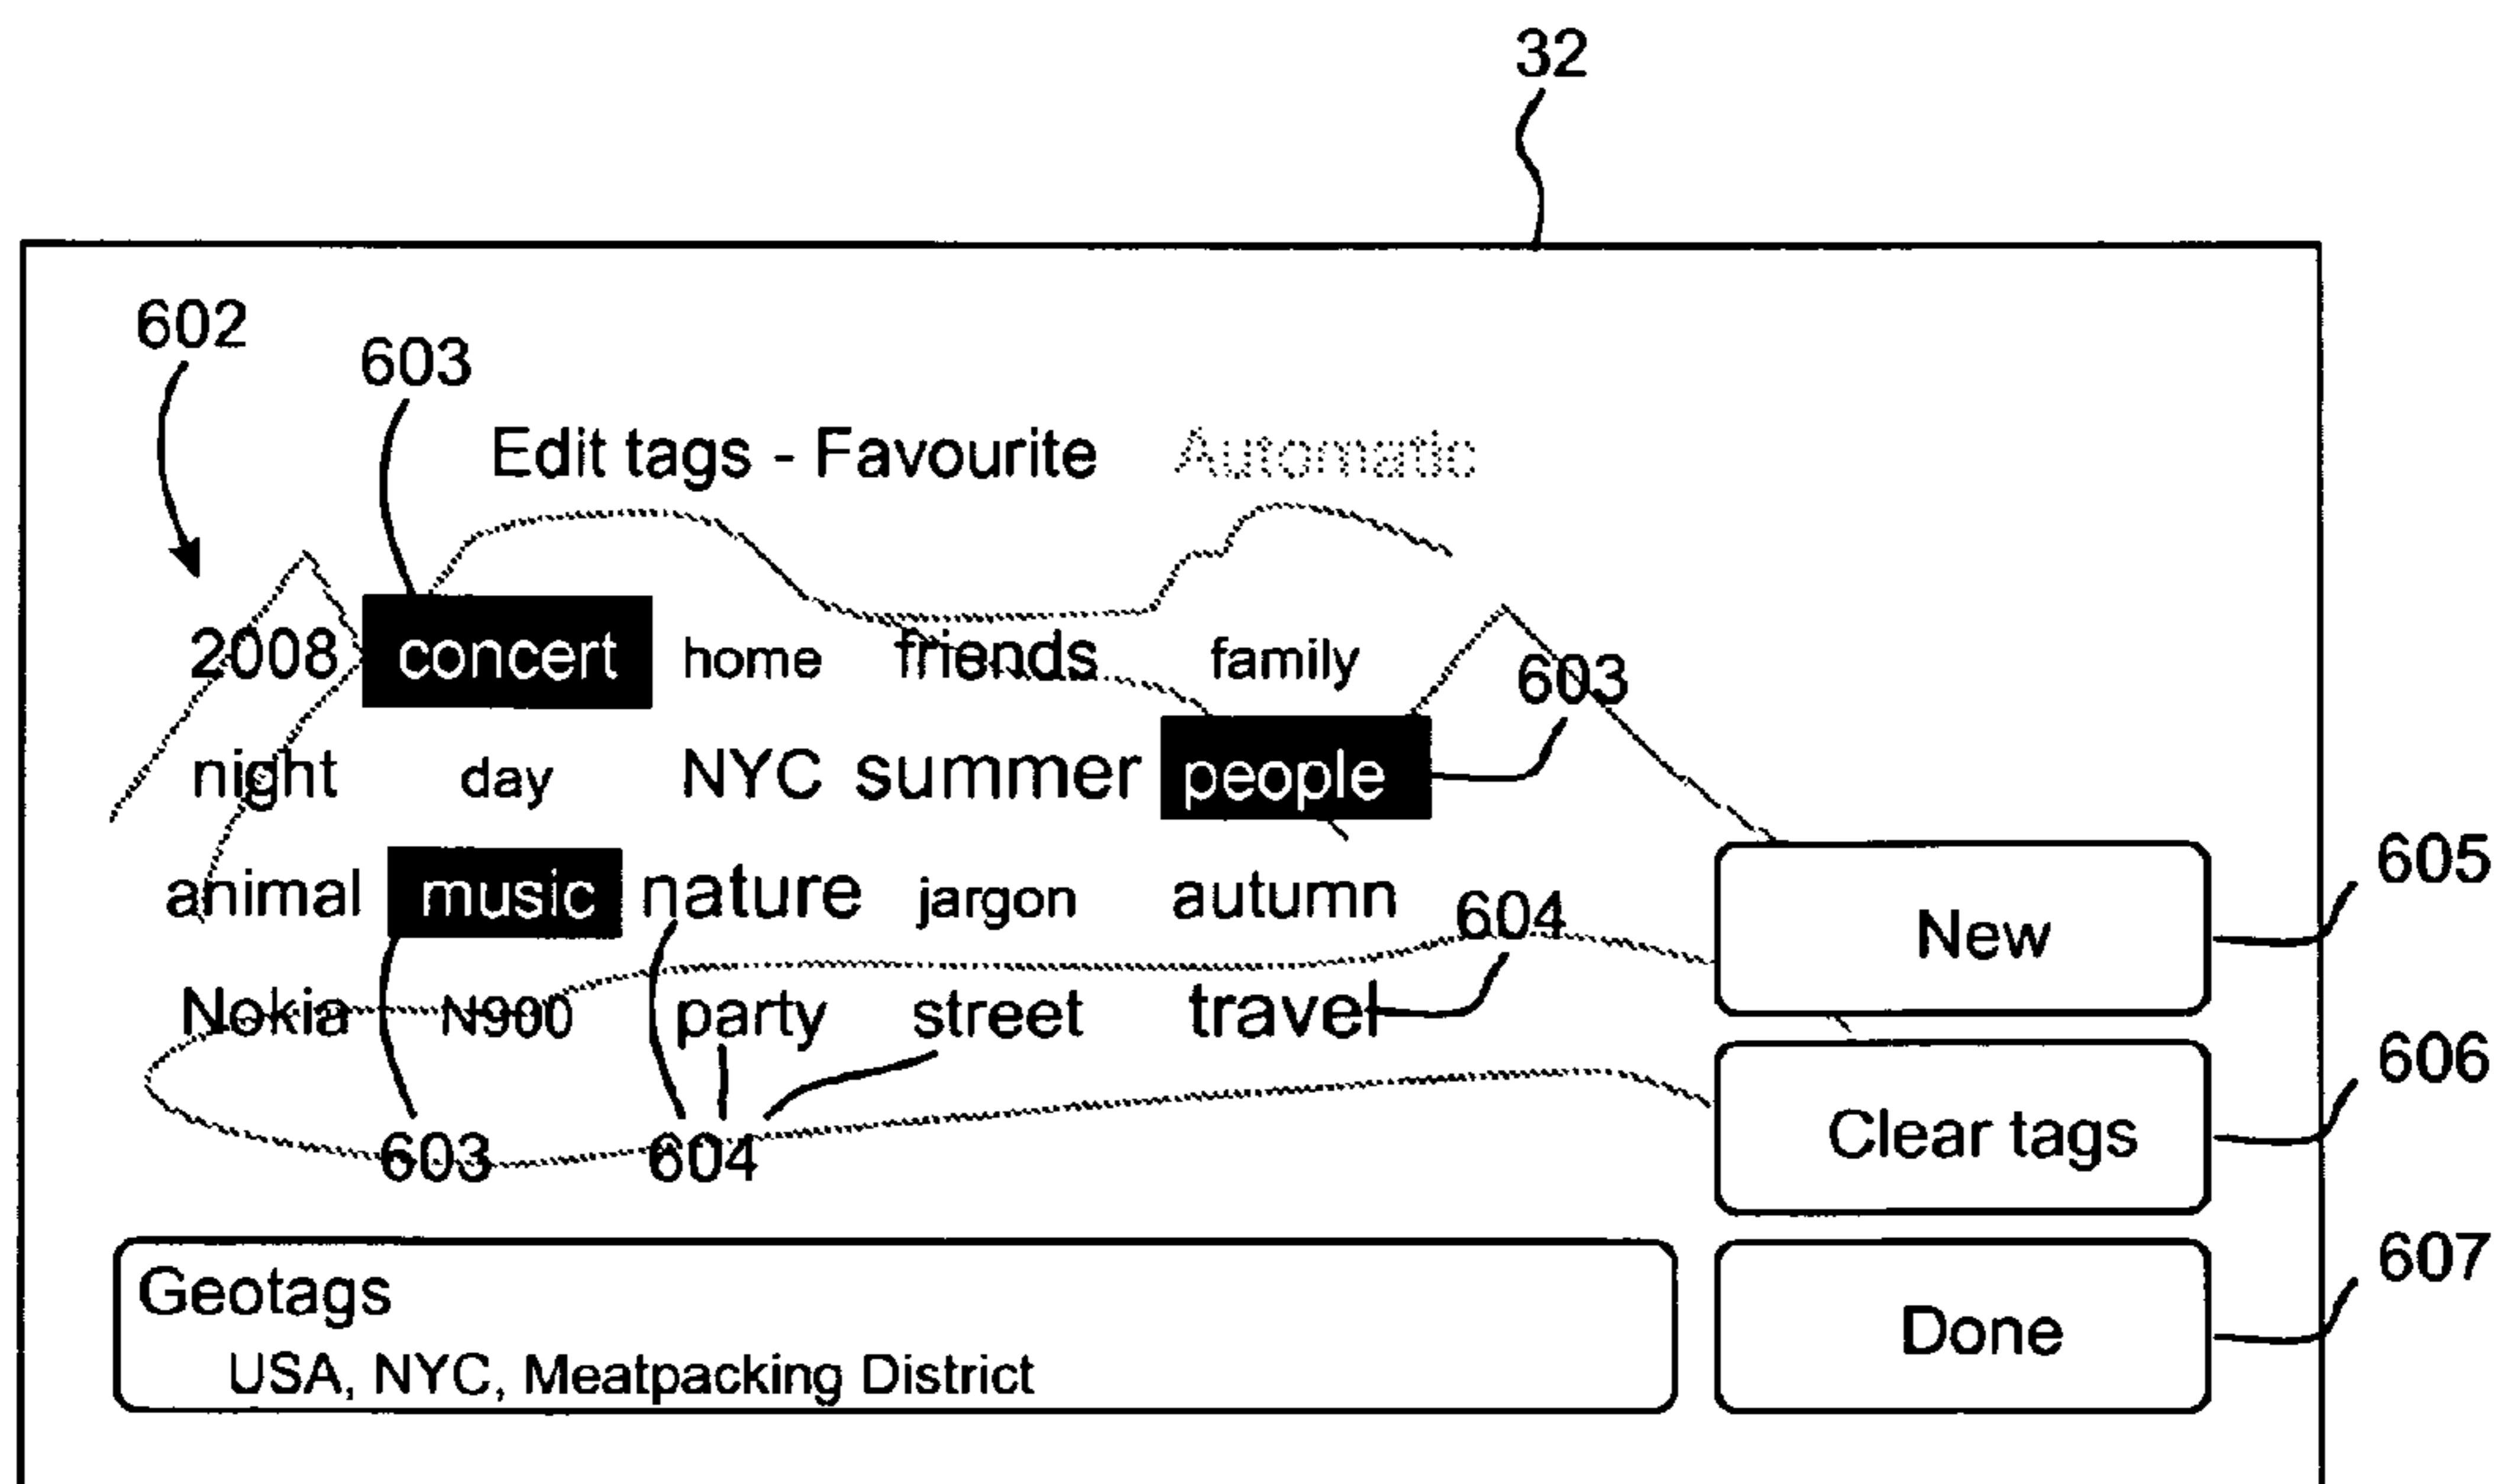 32
602
603
Edit tags - Favourite Automatic
2008 concert home friends family
603
night day NYC summer people
605
animal music nature jargon autumn 604
New
Nokia N900 party street travel
606
Clear tags
603 604
607
Geotags
Done
USA, NYC, Meatpacking District